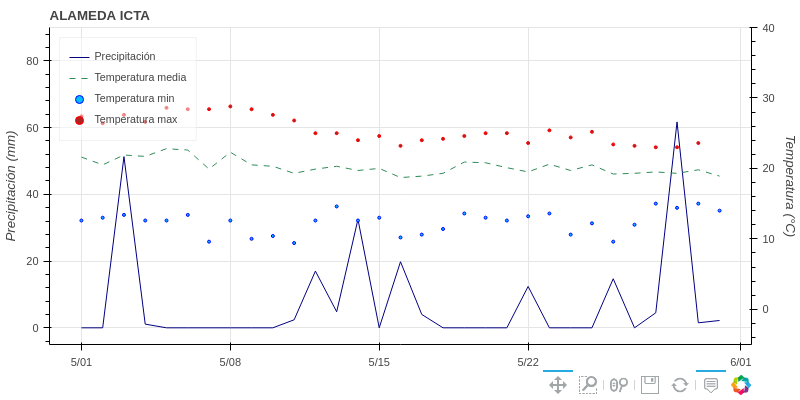 ALAMEDA ICTA
Precipitación
Temperatura media
Temperatura min
Temperatura max
Precipitación (mm)
80
60
40
20
0
Temperatura (°C)
40
30
20
10
0
5/01 5/08 5/15 5/22 6/01